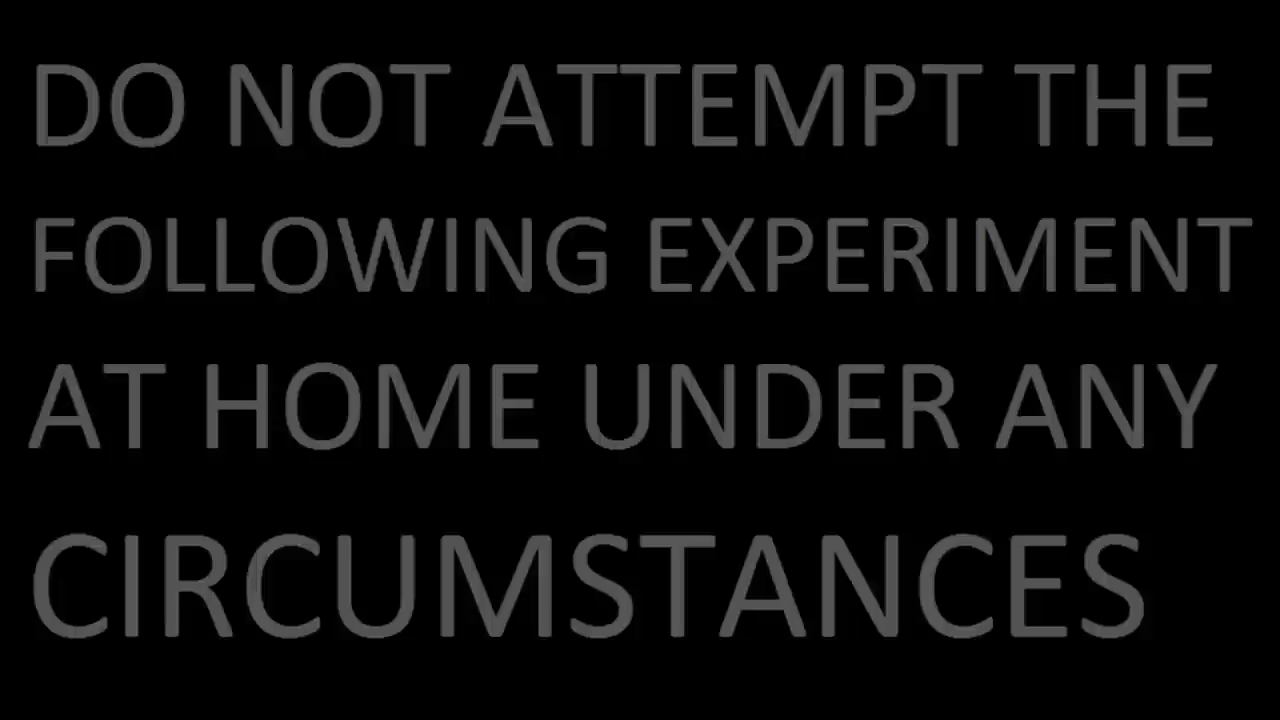 DO NOT ATTEMPT THE
FOLLOWING EXPERIMENT
AT HOME UNDER ANY
CIRCUMSTANCES